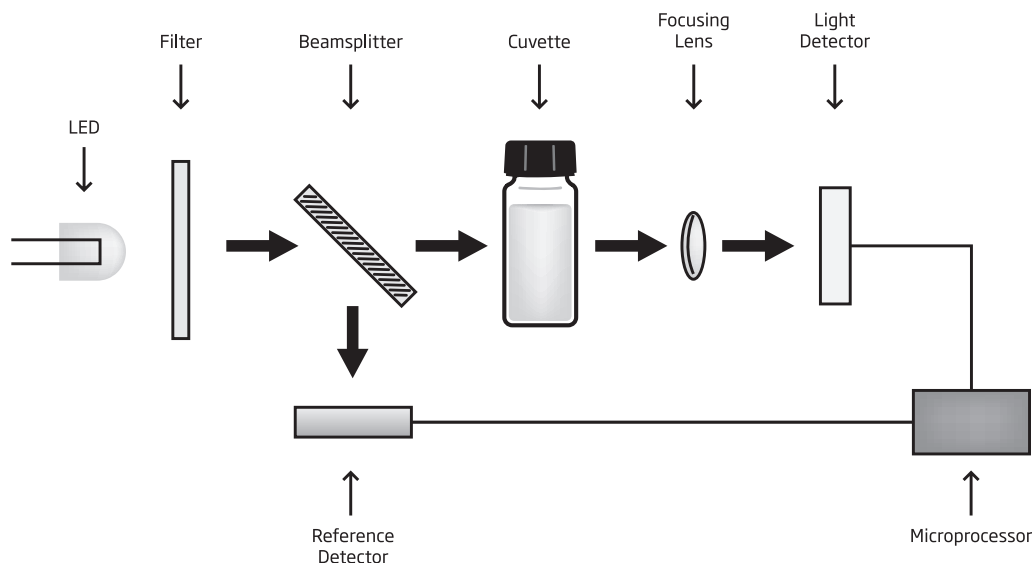 Filter
Beamsplitter
Cuvette
Focusing
Lens
Light
Detector
LED
Reference
Detector
Microprocessor